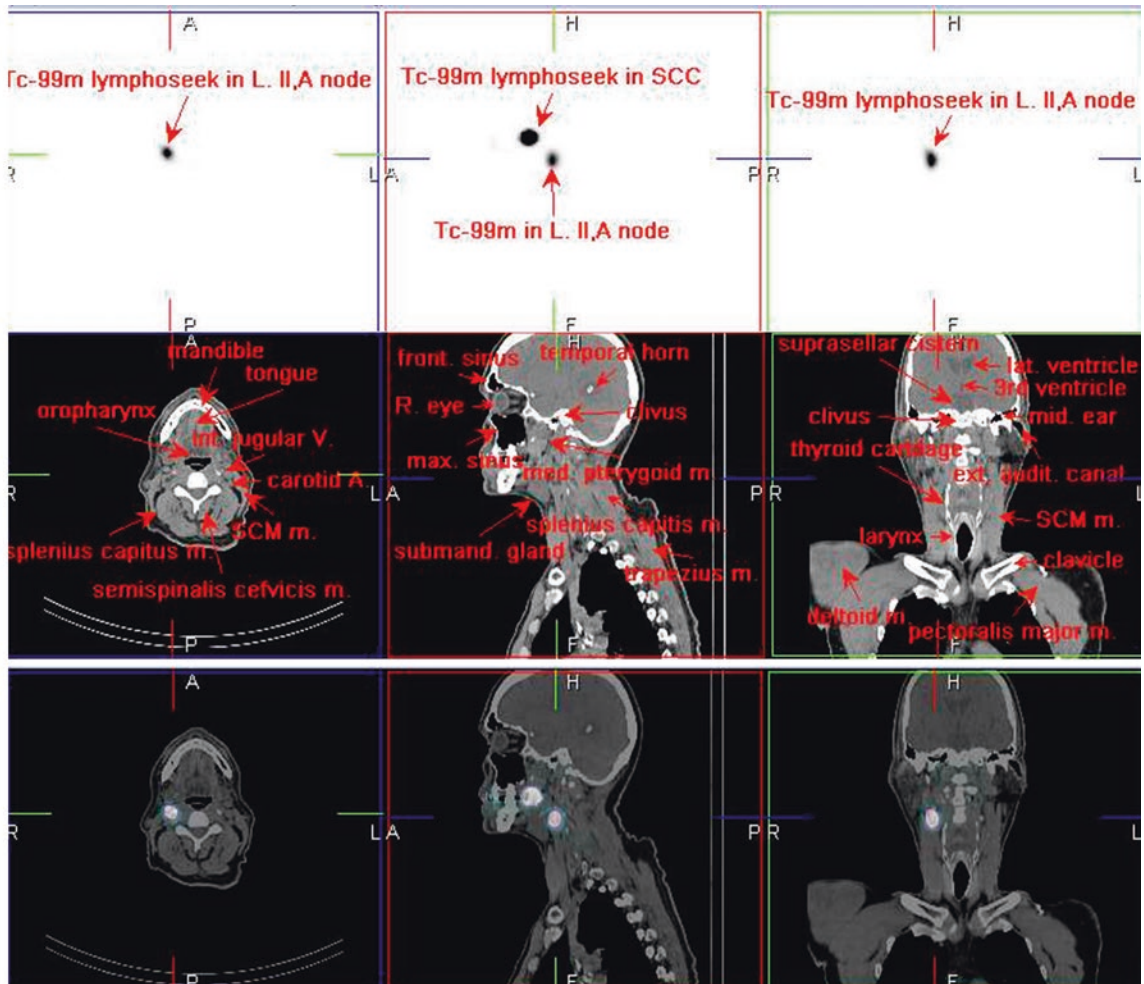 A
H
H
Tc-99m lymphoseek in L. II,A node
Tc-99m lymphoseek in SCC
Tc-99m lymphoseek in L. II,A node
R
L
A
P
R
L
Tc-99m in L. II,A node
P
F
F
A
mandible
tongue
oropharynx
Int. jugular V.
carotid A.
R
L
SCM m.
splenius capitus m.
semispinalis cefvicis m.
P
H
front. sinus
temporal horn
R. eye
clivus
max. sinus
med. pterygoid m.
A
P
splenius capitis m.
submand. gland
trapezius m.
F
H
suprasellar cistern
lat. ventricle
3rd ventricle
clivus
mid. ear
thyroid cartilage
ext. audit. canal
R
L
SCM m.
larynx
clavicle
deltoid m.
pectoralis major m.
F
A
H
H
R
L
A
P
R
L
P
F
F